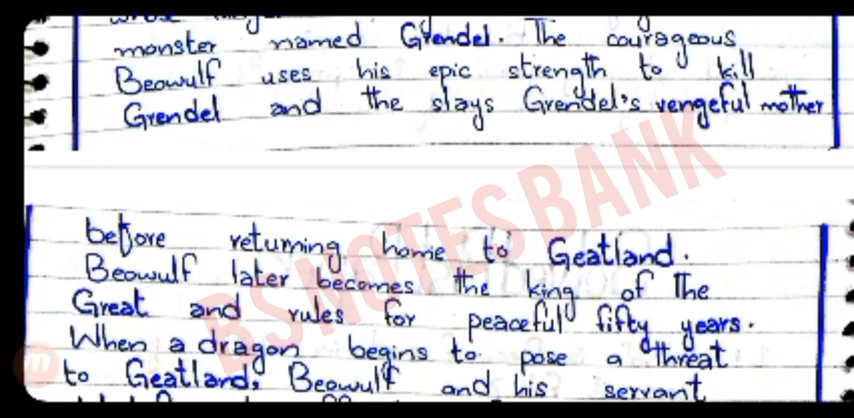 monster named Grendel. The courageous
Beowulf uses his epic strength to kill
Grendel and the slays Grendel's vengeful mother
before returning home to Geatland.
Beowulf later becomes the king of The
Great and rules for peaceful fifty years.
When a dragon begins to pose a threat
to Geatland, Beowulf and his servant
BSNOTES BANK